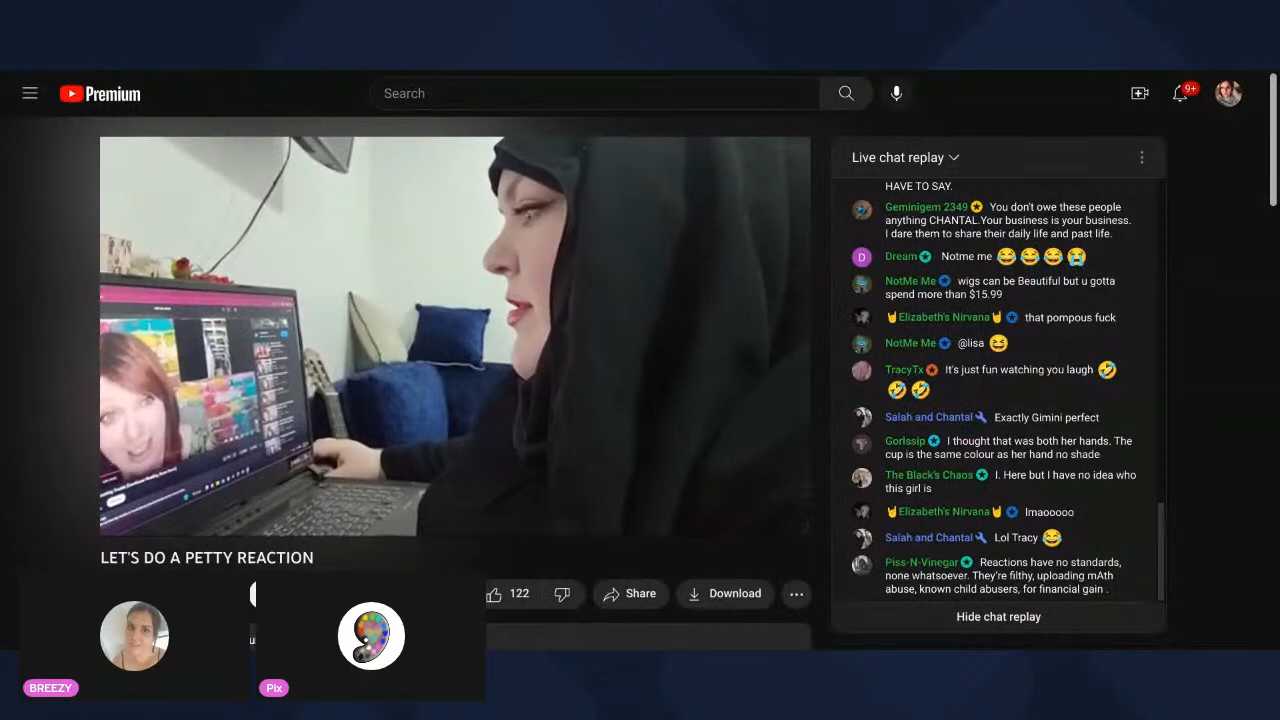 Premium
Search
9+
Live chat replay
HAVE TO SAY.
Geminigem 2349 You don't owe these people
anything CHANTAL.Your business is your business.
I dare them to share their daily life and past life.
D Dream Notme me 😂😂😂😭
NotMe Me wigs can be Beautiful but u gotta
spend more than $15.99
🤘Elizabeth's Nirvana🤘 that pompous fuck
NotMe Me @lisa 😆
TracyTx It's just fun watching you laugh 🤣
🤣🤣
Salah and Chantal Exactly Gimini perfect
Gorlssip I thought that was both her hands. The
cup is the same colour as her hand no shade
The Black's Chaos I. Here but I have no idea who
this girl is
🤘Elizabeth's Nirvana🤘 lmaooooo
Salah and Chantal Lol Tracy 😂
Piss-N-Vinegar Reactions have no standards,
none whatsoever. They're filthy, uploading mAth
abuse, known child abusers, for financial gain .
Hide chat replay
LET'S DO A PETTY REACTION
122 Share Download
BREEZY
Pix